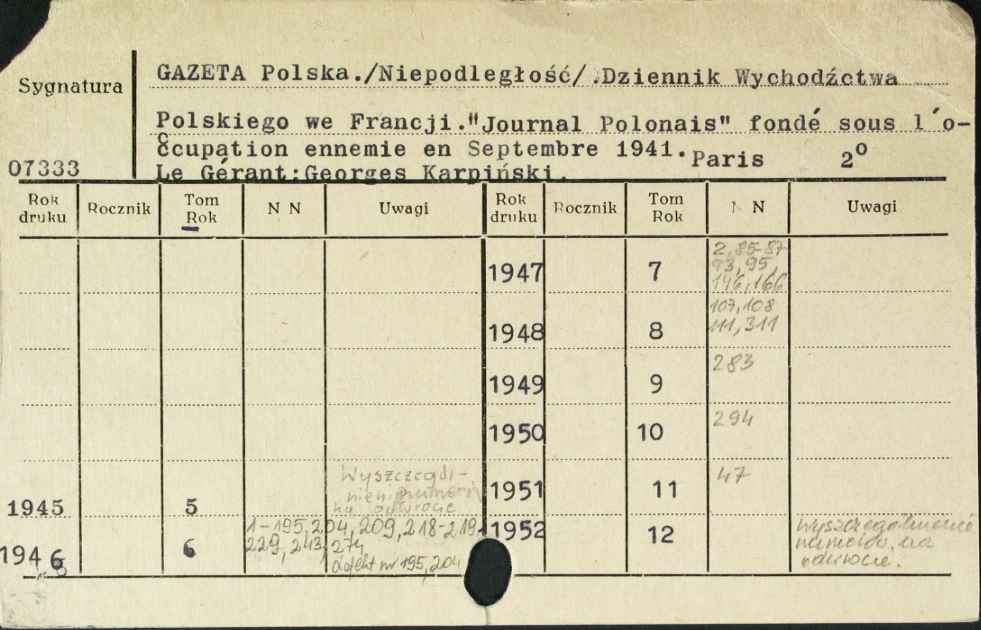 Sygnatura
GAZETA Polska./Niepodległość/.Dziennik Wychodźctwa
Polskiego we Francji."Journal Polonais" fondé sous l´o-
ccupation ennemie en Septembre 1941. Paris 2o
07333
Le Gérant:Georges Karpiński.
Rok druku Rocznik Tom Rok N N Uwagi Rok druku Rocznik Tom Rok N N Uwagi
1947 7 2, 85-87
93, 95,
146, 166
1948 8 107, 108
111, 311
1949 9 283
1950 10 294
1951 11 47
1945 5 Wyszczegól-
nienie numerów
na odwrocie
1952 12 Wyszczególnienie
numerów na
odwrocie.
1946 6 1-195, 204, 209, 218-219,
229, 243, 274
defekt nr 195, 204